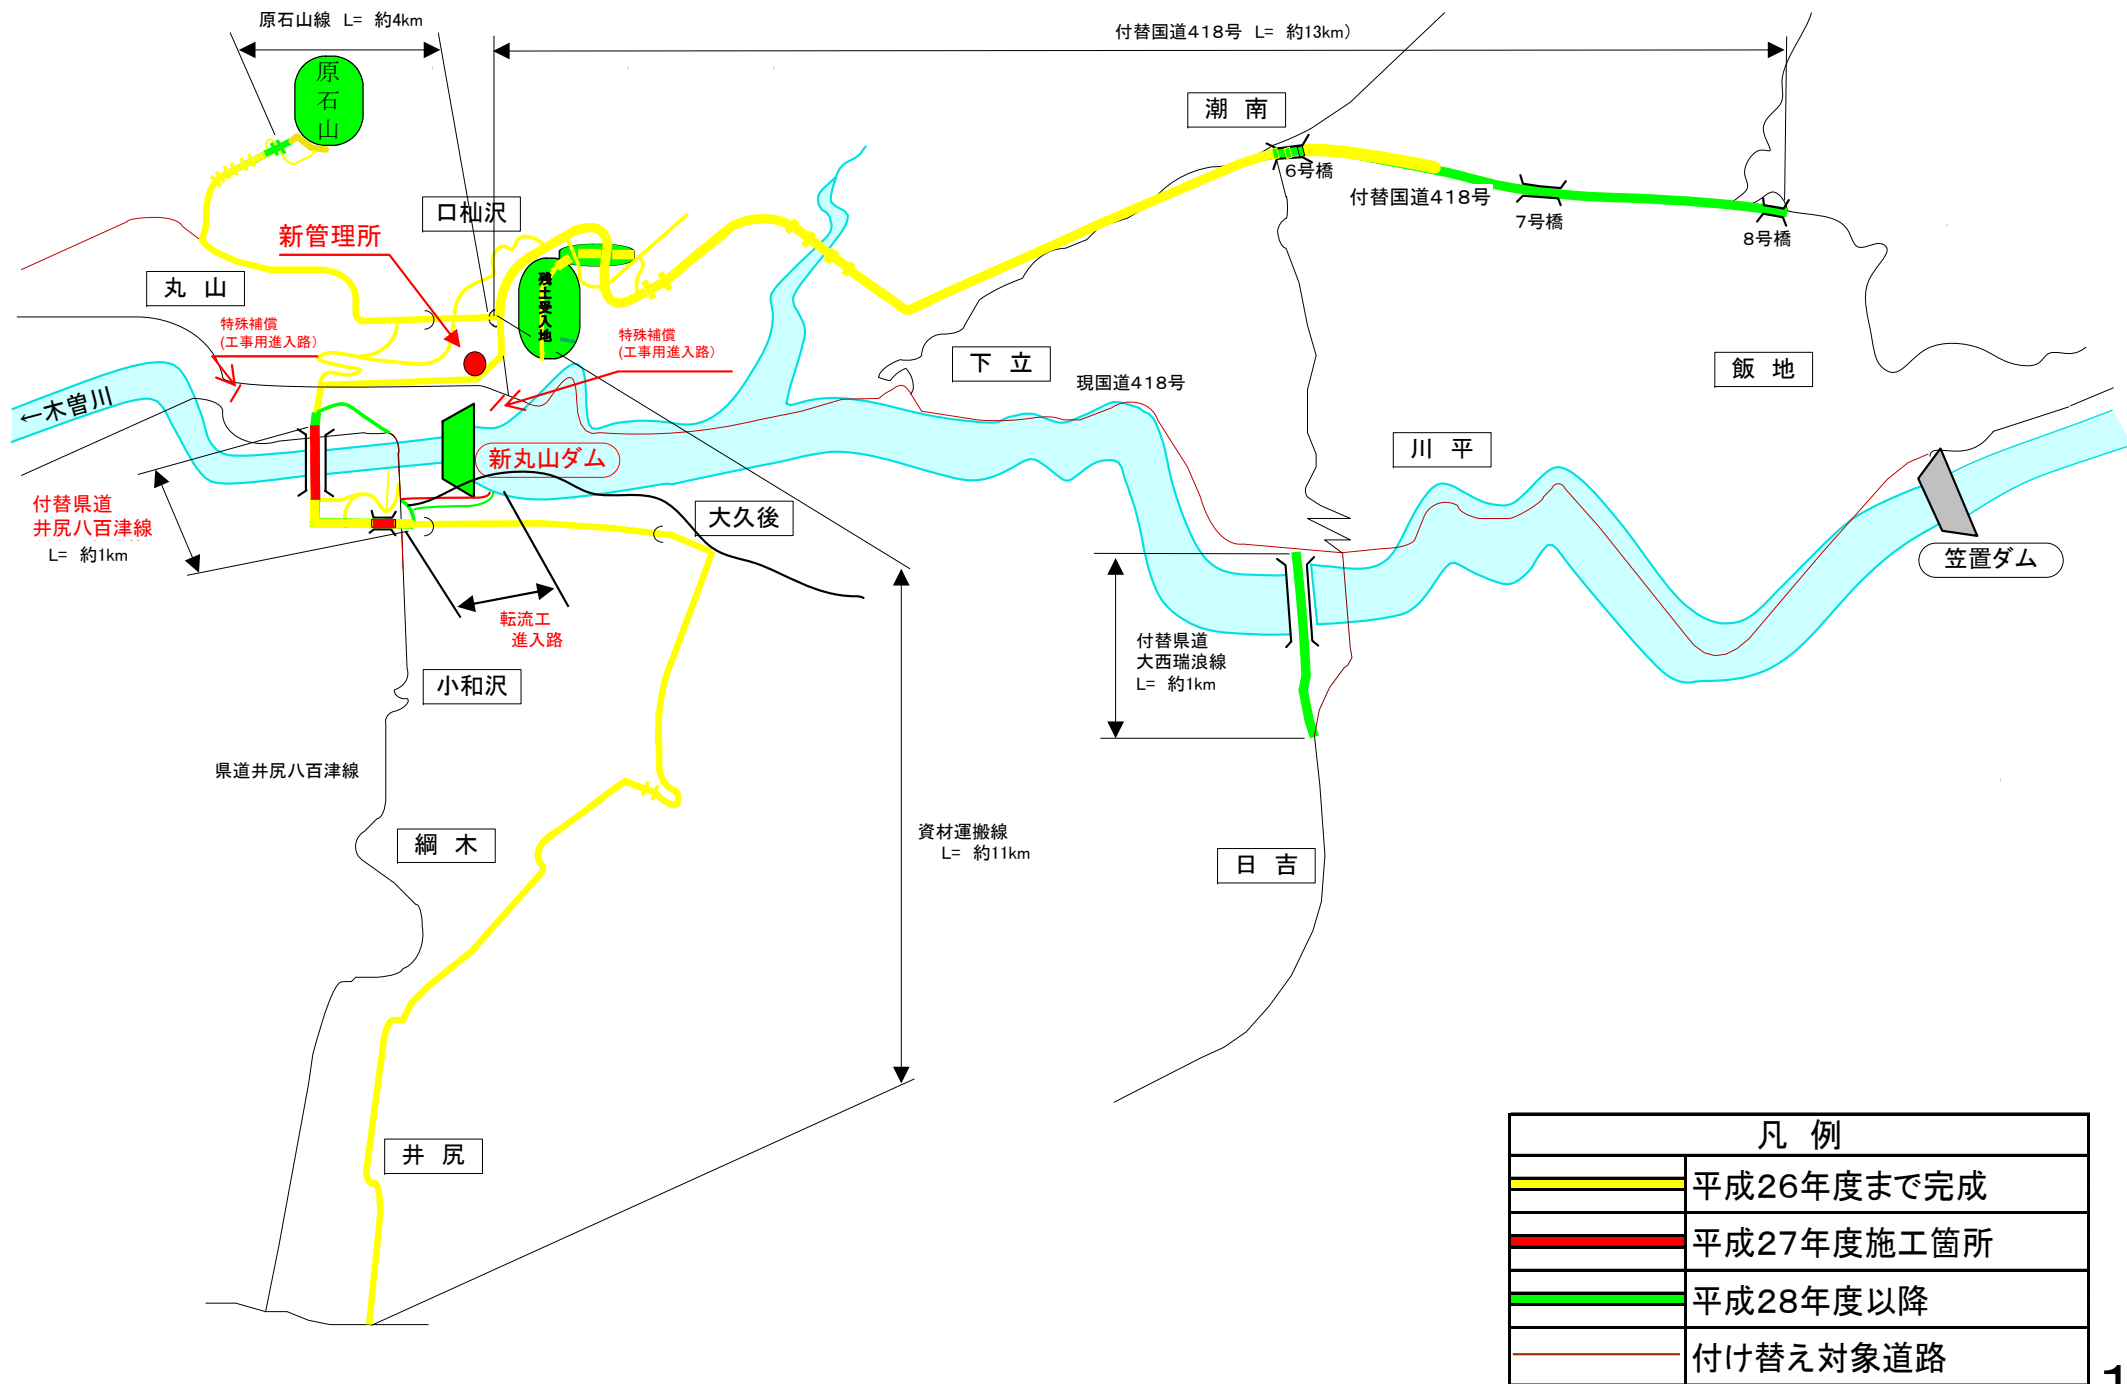 原石山線 L= 約4km
付替国道418号 L= 約13km)
原
石
山
潮 南
6号橋
付替国道418号
7号橋
8号橋
口杣沢
新管理所
丸 山
残土受入地
特殊補償
(工事用進入路)
特殊補償
(工事用進入路)
下 立
現国道418号
飯 地
←木曽川
川 平
新丸山ダム
付替県道
井尻八百津線
L= 約1km
大久後
笠置ダム
転流工
進入路
付替県道
大西瑞浪線
L= 約1km
小和沢
県道井尻八百津線
資材運搬線
L= 約11km
綱 木
日 吉
井 尻
凡 例
平成26年度まで完成
平成27年度施工箇所
平成28年度以降
付け替え対象道路
1